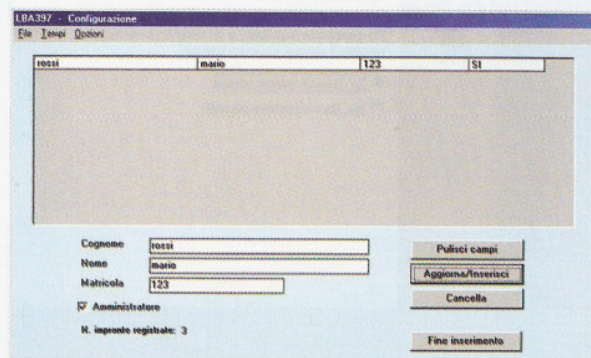 LBA397 - Configurazione
File Tempi Opzioni
rossi mario 123 SI
Cognome rossi
Nome mario
Matricola 123
Amministratore
N. impronte registrate: 3
Pulisci campi
Aggiorna/Inserisci
Cancella
Fine inserimento